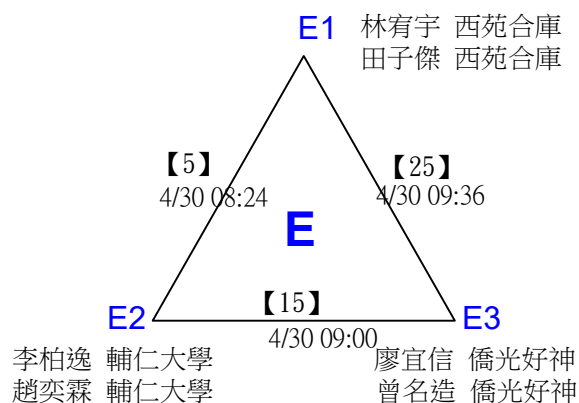 E1 林宥宇 西苑合庫
田子傑 西苑合庫
【5】
4/30 08:24
【25】
4/30 09:36
E
【15】
4/30 09:00
E2
李柏逸 輔仁大學
趙奕霖 輔仁大學
E3
廖宜信 僑光好神
曾名造 僑光好神